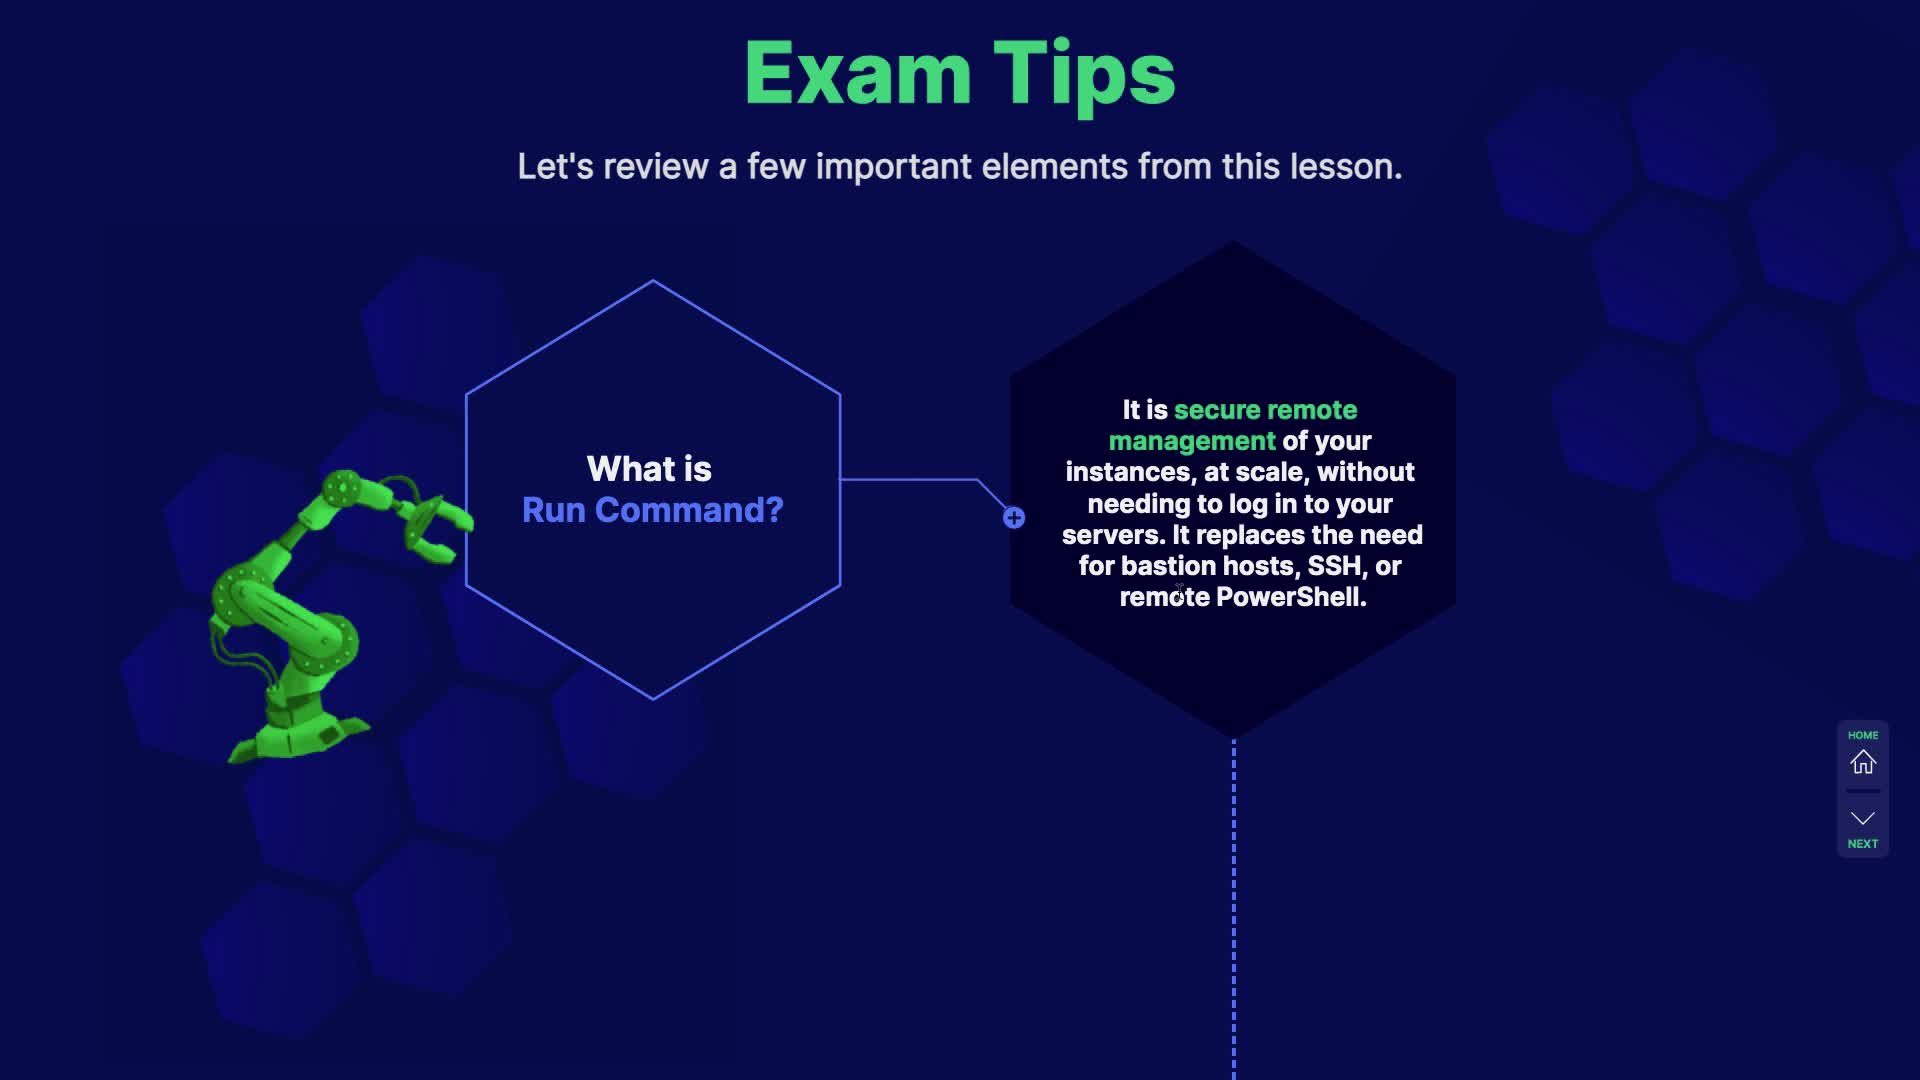 Exam Tips
Let's review a few important elements from this lesson.
What is
Run Command?
It is secure remote
management of your
instances, at scale, without
needing to log in to your
servers. It replaces the need
for bastion hosts, SSH, or
remote PowerShell.
HOME
NEXT